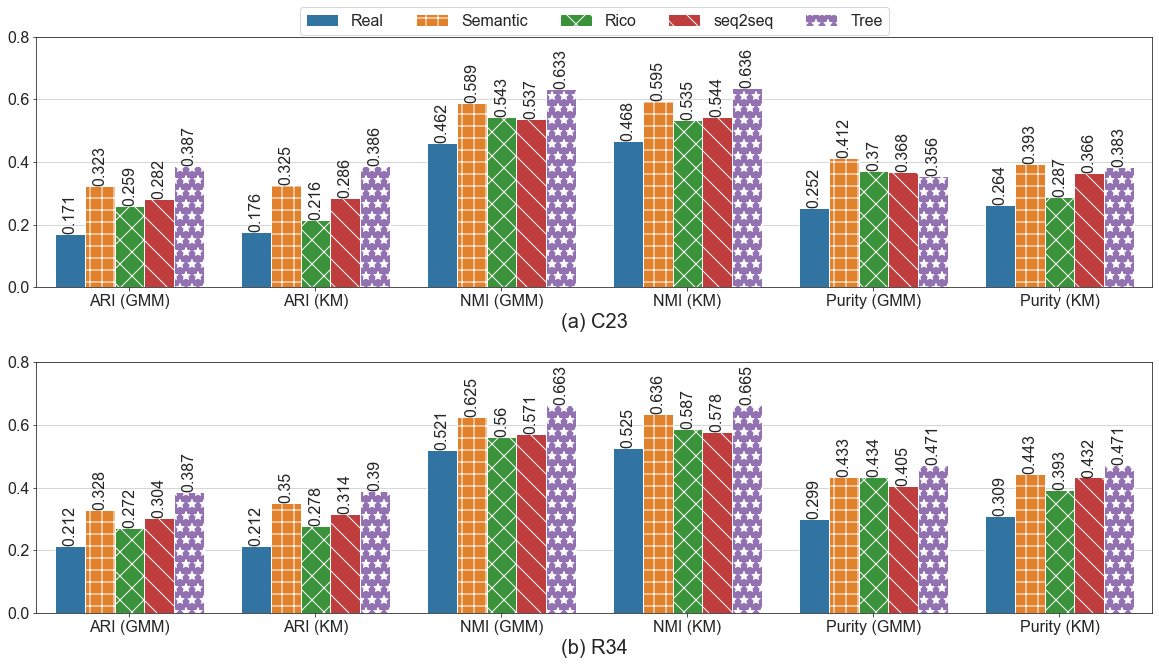 Real Semantic Rico seq2seq Tree
0.8
0.6
0.4
0.2
0.0
0.171 0.323 0.259 0.282 0.387
0.176 0.325 0.216 0.286 0.386
0.462 0.589 0.543 0.537 0.633
0.468 0.595 0.535 0.544 0.636
0.252 0.412 0.37 0.368 0.356
0.264 0.393 0.287 0.366 0.383
ARI (GMM) ARI (KM) NMI (GMM) NMI (KM) Purity (GMM) Purity (KM)
(a) C23
0.8
0.6
0.4
0.2
0.0
0.212 0.328 0.272 0.304 0.387
0.212 0.35 0.278 0.314 0.39
0.521 0.625 0.56 0.571 0.663
0.525 0.636 0.587 0.578 0.665
0.299 0.433 0.434 0.405 0.471
0.309 0.443 0.393 0.432 0.471
ARI (GMM) ARI (KM) NMI (GMM) NMI (KM) Purity (GMM) Purity (KM)
(b) R34